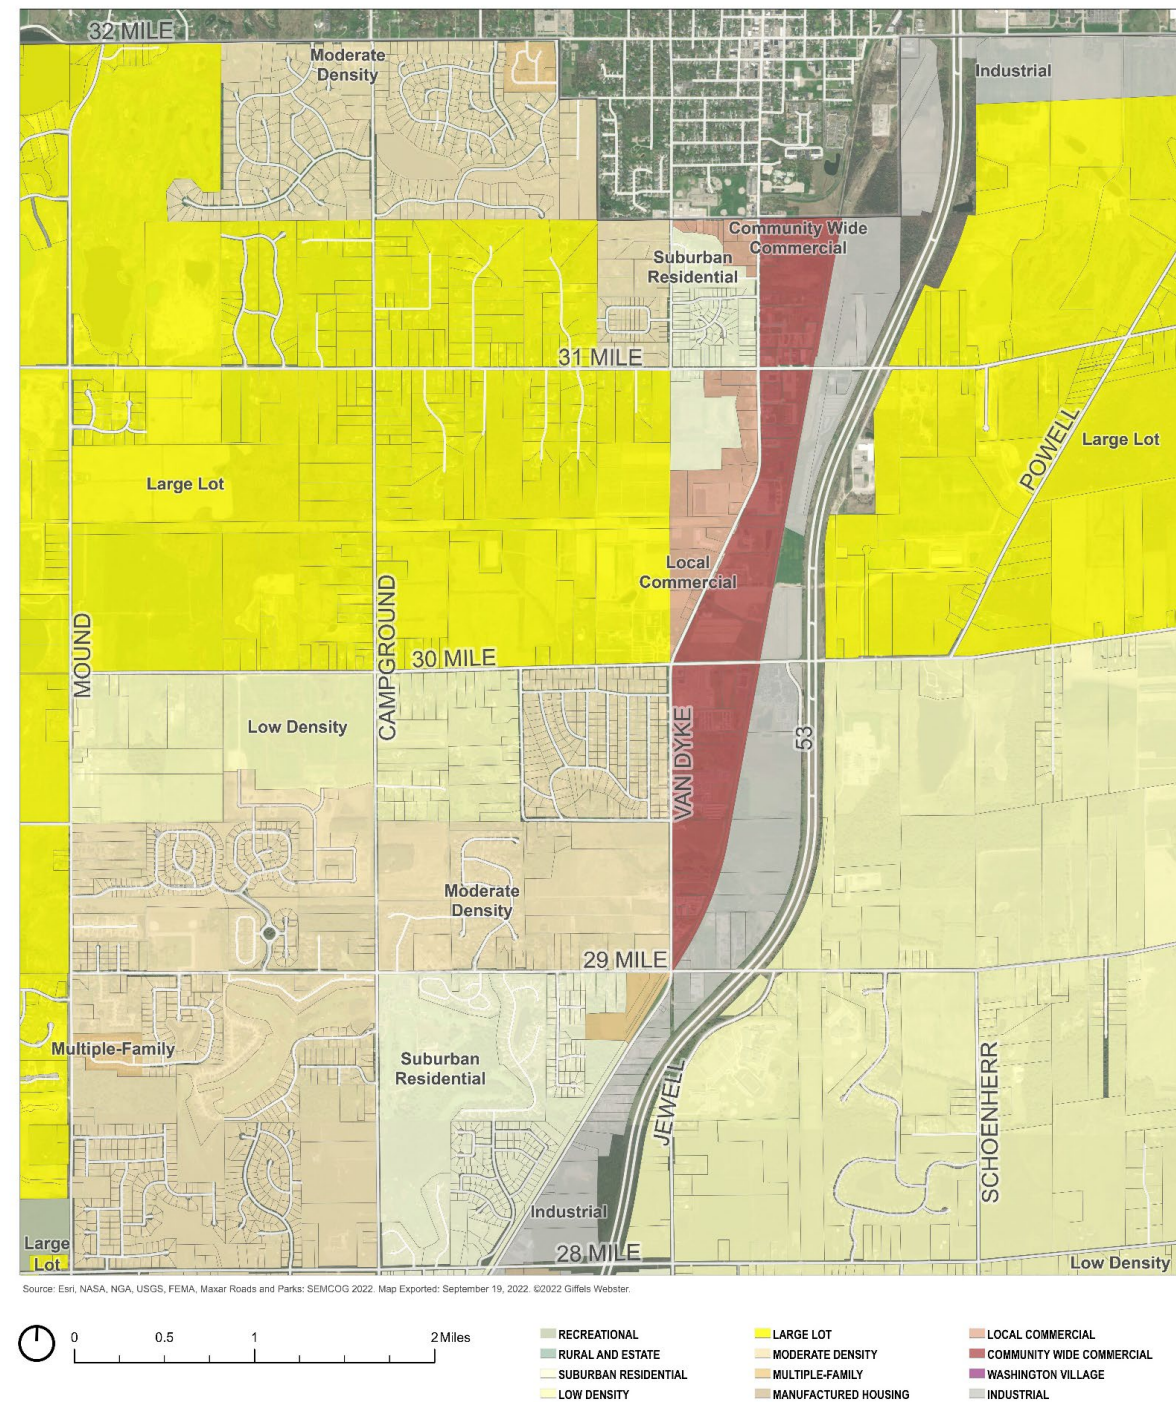 32 MILE
Moderate
Density
Industrial
Community Wide
Commercial
Suburban
Residential
31 MILE
POWELL
Large Lot
Large Lot
Local
Commercial
MOUND
CAMPGROUND
30 MILE
Low Density
VAN DYKE
53
Moderate
Density
29 MILE
Multiple-Family
Suburban
Residential
JEWELL
SCHOENHERR
Industrial
Large
Lot
28 MILE
Low Density
Source: Esri, NASA, NGA, USGS, FEMA, Maxar Roads and Parks: SEMCOG 2022. Map Exported: September 19, 2022. ©2022 Giffels Webster.
0 0.5 1 2 Miles
RECREATIONAL
RURAL AND ESTATE
SUBURBAN RESIDENTIAL
LOW DENSITY
LARGE LOT
MODERATE DENSITY
MULTIPLE-FAMILY
MANUFACTURED HOUSING
LOCAL COMMERCIAL
COMMUNITY WIDE COMMERCIAL
WASHINGTON VILLAGE
INDUSTRIAL